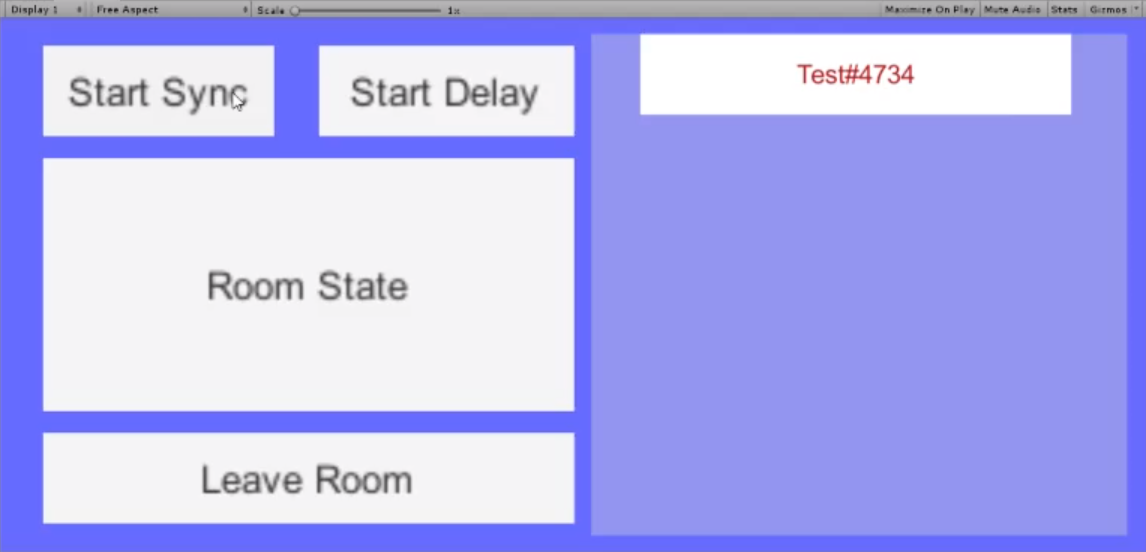 Display 1 Free Aspect Scale 1x Maximize On Play Mute Audio Stats Gizmos
Start Sync Start Delay
Test#4734
Room State
Leave Room